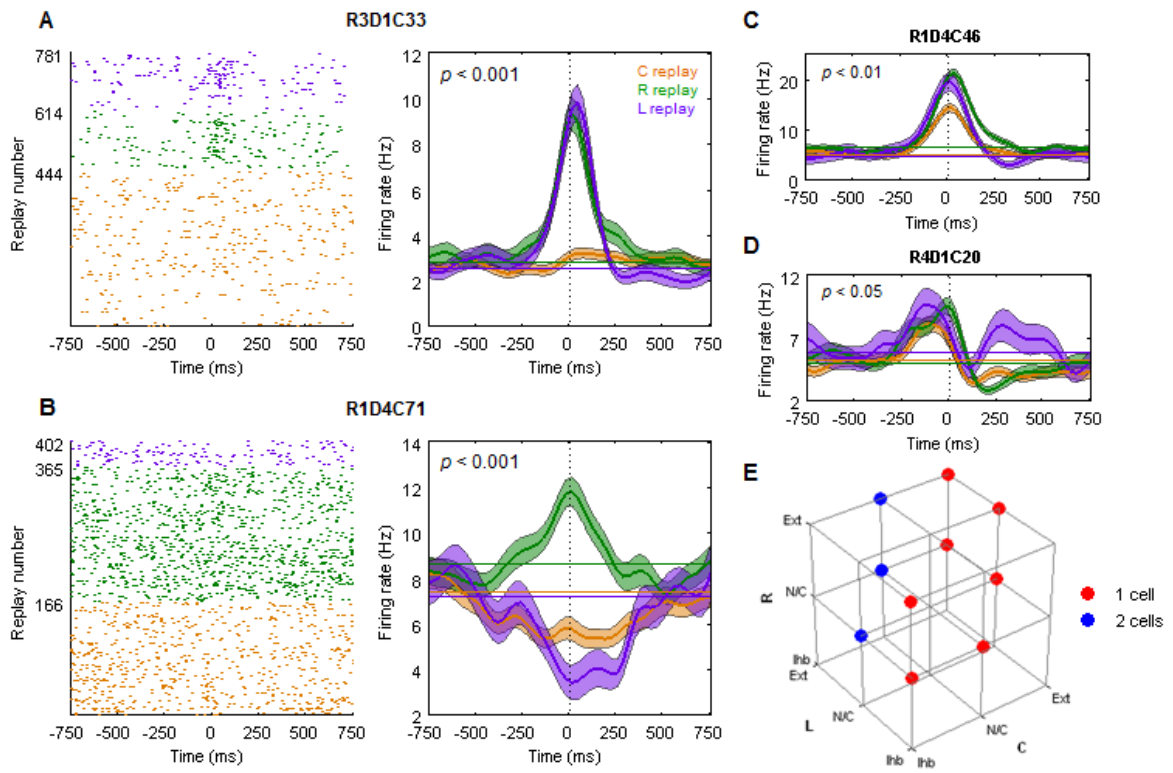 A
R3D1C33
781
614
444
Replay number
-750 -500 -250 0 250 500 750
Time (ms)
p < 0.001
C replay
R replay
L replay
12
10
8
6
4
2
0
Firing rate (Hz)
-750 -500 -250 0 250 500 750
Time (ms)
B
R1D4C71
402
365
166
Replay number
-750 -500 -250 0 250 500 750
Time (ms)
p < 0.001
14
12
10
8
6
4
2
Firing rate (Hz)
-750 -500 -250 0 250 500 750
Time (ms)
C
R1D4C46
p < 0.01
20
10
0
Firing rate (Hz)
-750 -500 -250 0 250 500 750
Time (ms)
D
R4D1C20
p < 0.05
12
7
2
Firing rate (Hz)
-750 -500 -250 0 250 500 750
Time (ms)
E
Ext
N/C
Ihb
R
Ext
N/C
Ihb
L
Ihb
N/C
Ext
C
1 cell
2 cells